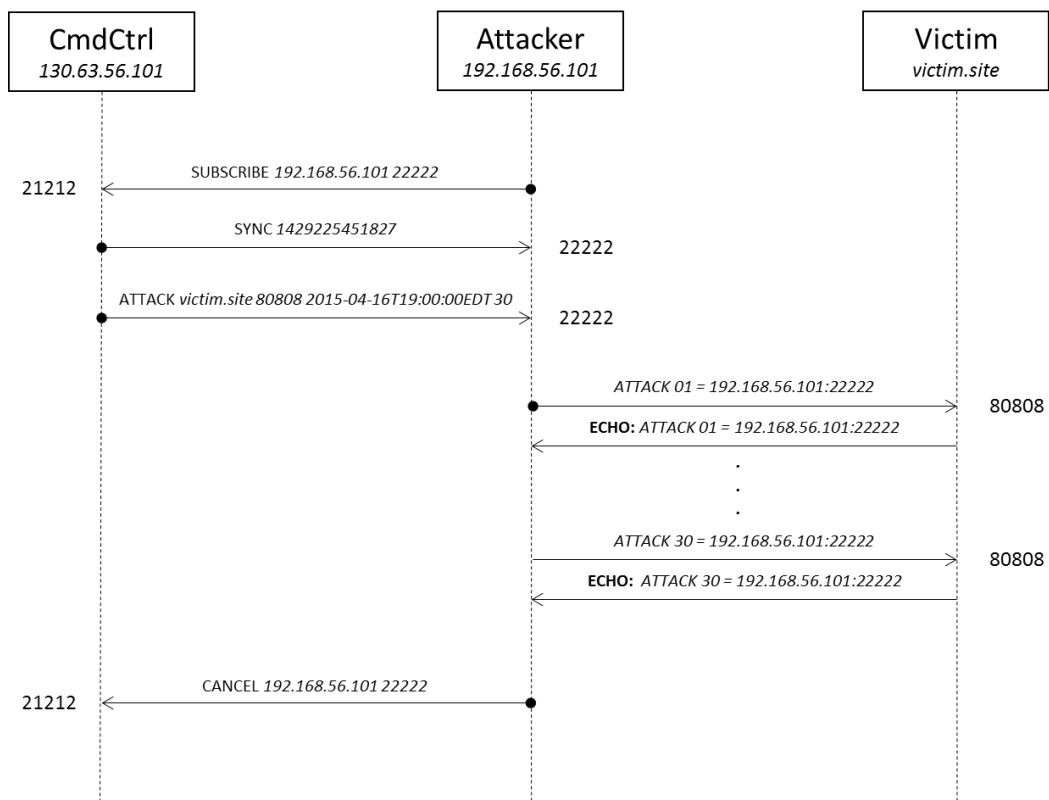 CmdCtrl
130.63.56.101
Attacker
192.168.56.101
Victim
victim.site
SUBSCRIBE 192.168.56.101 22222
21212
SYNC 1429225451827
22222
ATTACK victim.site 80808 2015-04-16T19:00:00EDT 30
22222
ATTACK 01 = 192.168.56.101:22222
80808
ECHO: ATTACK 01 = 192.168.56.101:22222
.
.
.
ATTACK 30 = 192.168.56.101:22222
80808
ECHO: ATTACK 30 = 192.168.56.101:22222
CANCEL 192.168.56.101 22222
21212